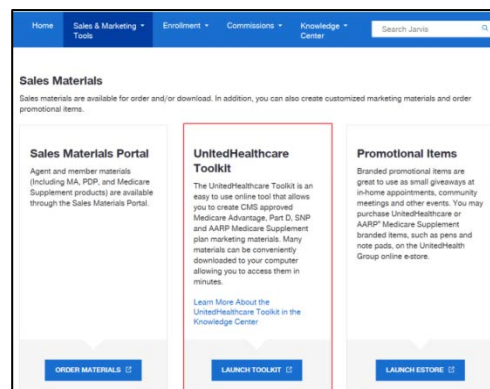 Home
Sales & Marketing
Tools
Enrollment
Commissions
Knowledge
Center
Search Jarvis
Sales Materials
Sales materials are available for order and/or download. In addition, you can also create customized marketing materials and order
promotional items.
Sales Materials Portal
Agent and member materials
(Including MA, PDP, and Medicare
Supplement products) are available
through the Sales Materials Portal.
ORDER MATERIALS
UnitedHealthcare
Toolkit
The UnitedHealthcare Toolkit is an
easy to use online tool that allows
you to create CMS approved
Medicare Advantage, Part D, SNP
and AARP Medicare Supplement
plan marketing materials. Many
materials can be conveniently
downloaded to your computer
allowing you to access them in
minutes.
Learn More About the
UnitedHealthcare Toolkit in the
Knowledge Center
LAUNCH TOOLKIT
Promotional Items
Branded promotional items are
great to use as small giveaways at
in-home appointments, community
meetings and other events. You may
purchase UnitedHealthcare or
AARP® Medicare Supplement
branded items, such as pens and
note pads, on the UnitedHealth
Group online e-store.
LAUNCH ESTORE